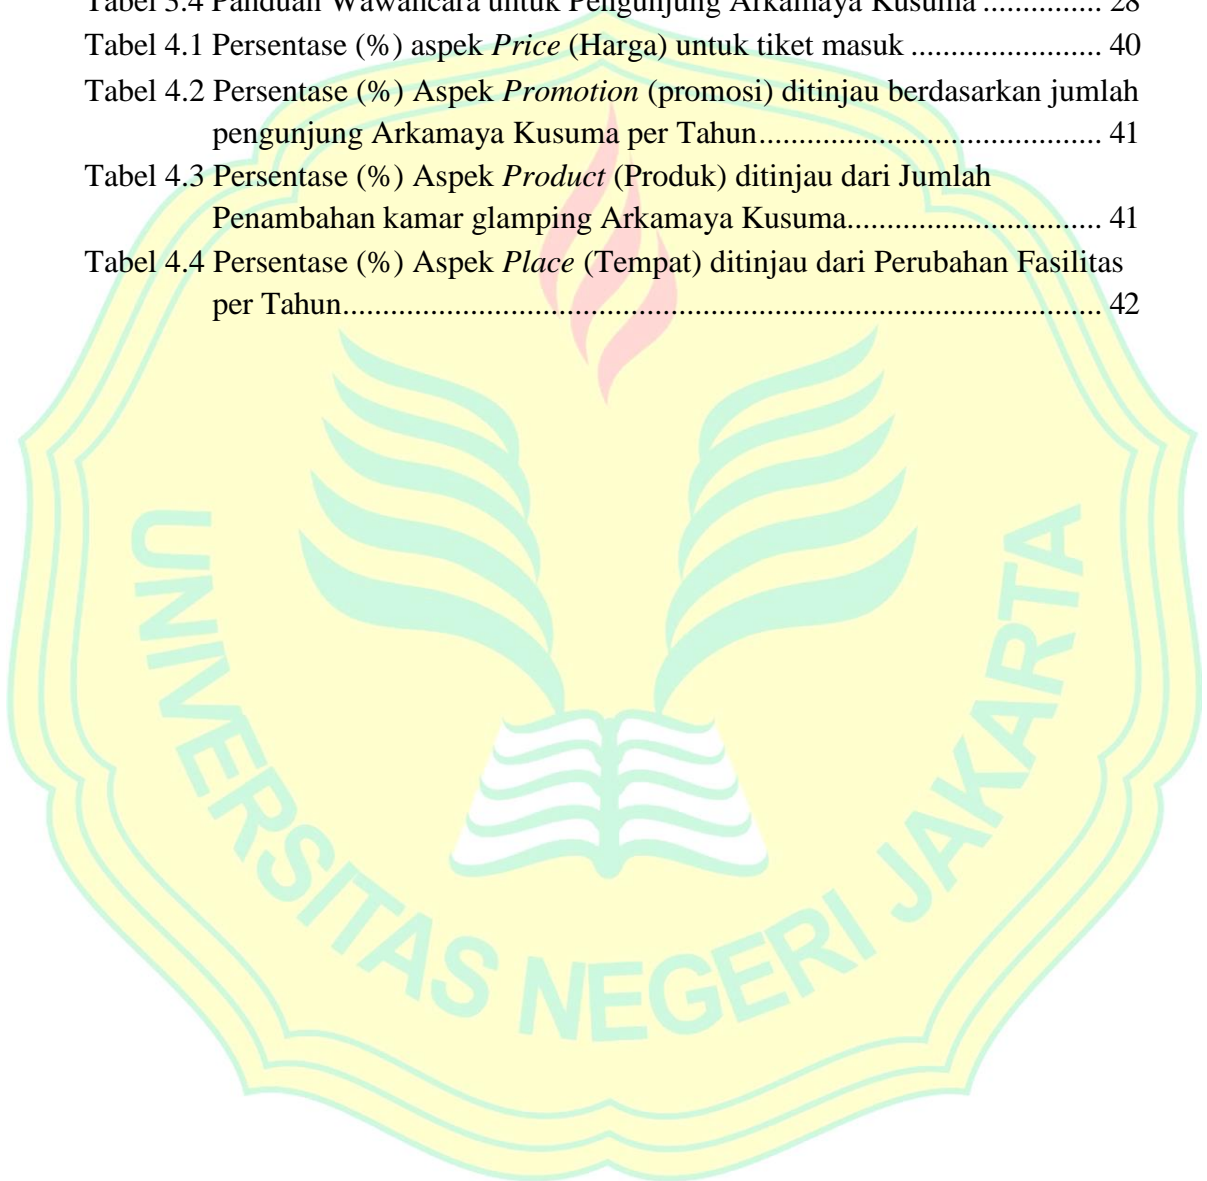 Tabel 3.4 Panduan Wawancara untuk Pengunjung Arkamaya Kusuma ............... 28
Tabel 4.1 Persentase (%) aspek Price (Harga) untuk tiket masuk ........................ 40
Tabel 4.2 Persentase (%) Aspek Promotion (promosi) ditinjau berdasarkan jumlah
pengunjung Arkamaya Kusuma per Tahun.......................................... 41
Tabel 4.3 Persentase (%) Aspek Product (Produk) ditinjau dari Jumlah
Penambahan kamar glamping Arkamaya Kusuma................................ 41
Tabel 4.4 Persentase (%) Aspek Place (Tempat) ditinjau dari Perubahan Fasilitas
per Tahun............................................................................................... 42
UNIVERSITAS NEGERI JAKARTA